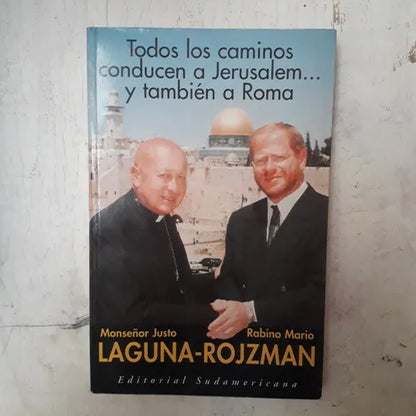 Todos los caminos
conducen a Jerusalem...
y también a Roma
Monseñor Justo
Rabino Mario
LAGUNA-ROJZMAN
Editorial Sudamericana